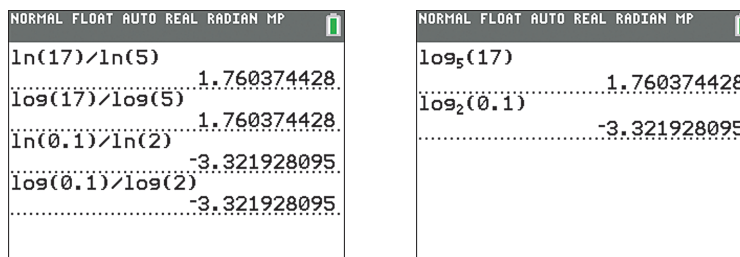 NORMAL FLOAT AUTO REAL RADIAN MP
ln(17)/ln(5)
1.760374428
log(17)/log(5)
1.760374428
ln(0.1)/ln(2)
-3.321928095
log(0.1)/log(2)
-3.321928095
NORMAL FLOAT AUTO REAL RADIAN MP
log₅(17)
1.760374428
log₂(0.1)
-3.321928095